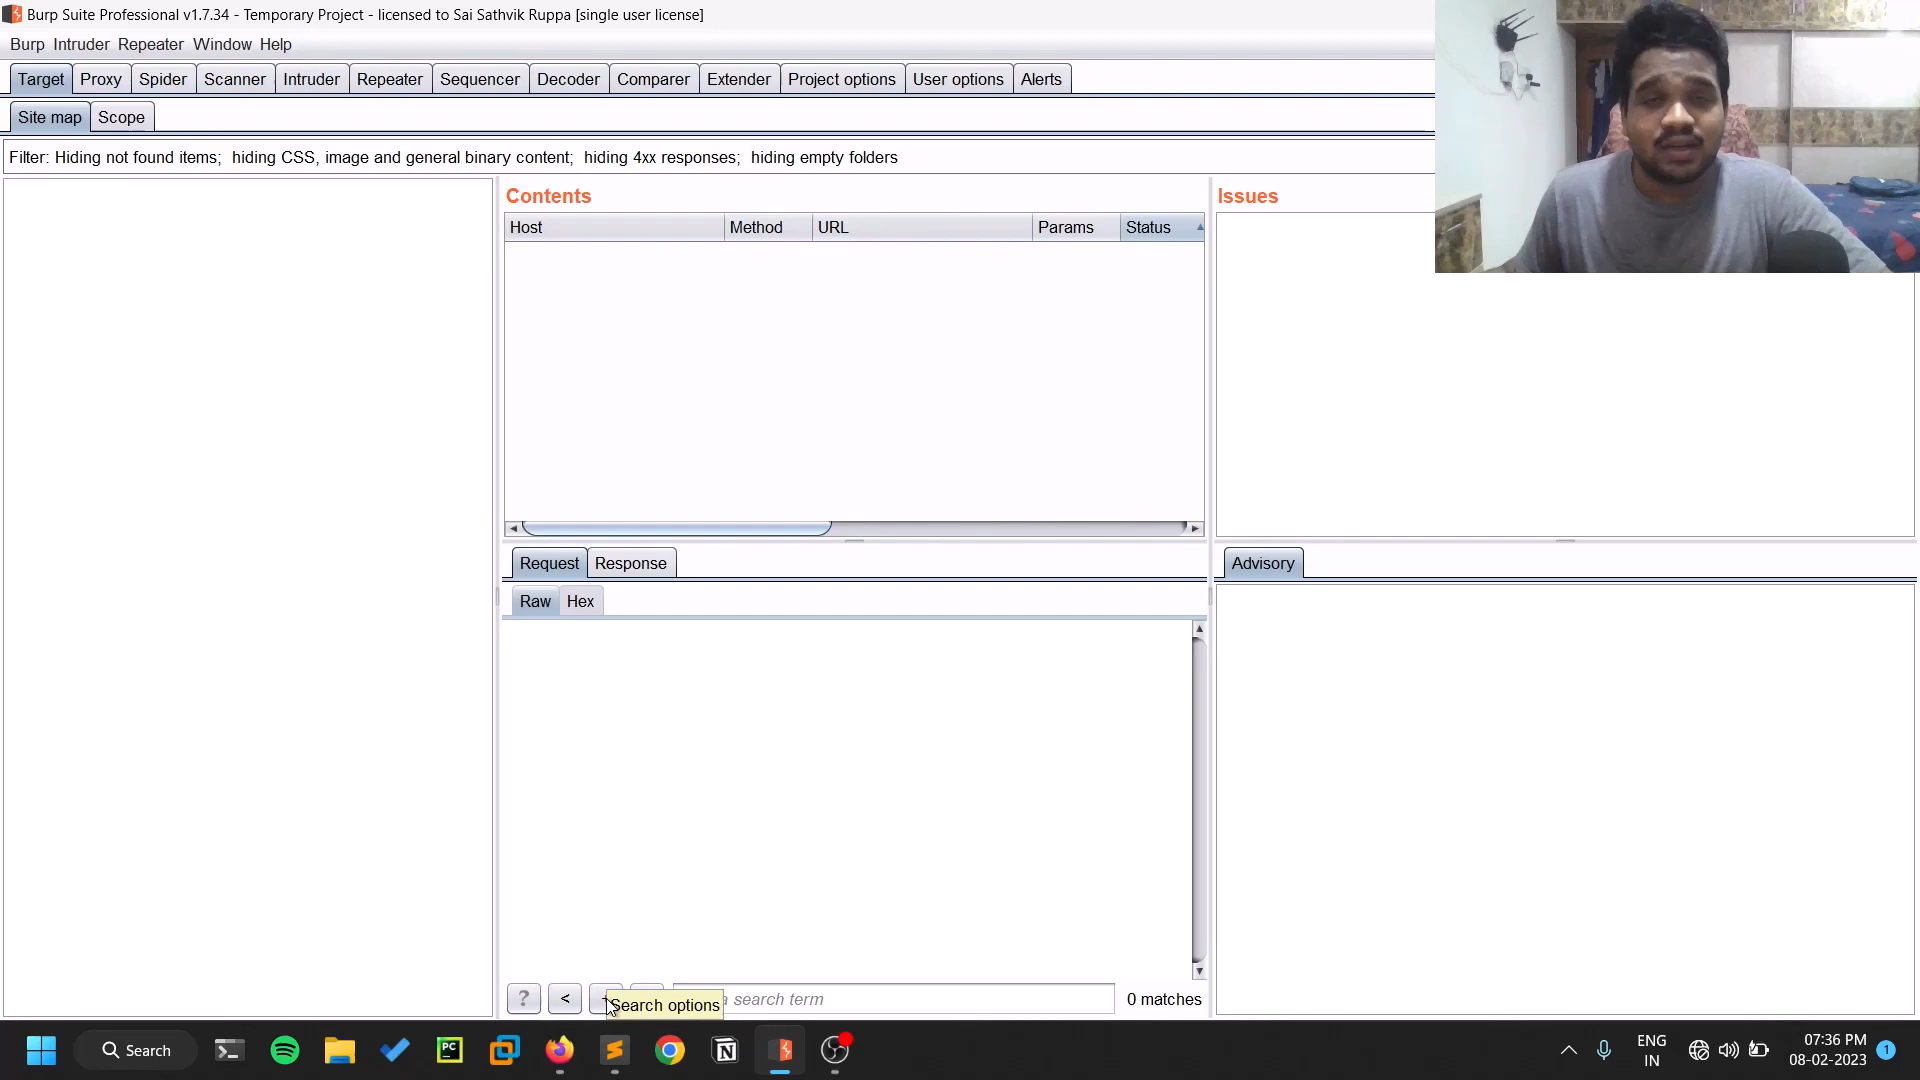 Burp Suite Professional v1.7.34 - Temporary Project - licensed to Sai Sathvik Ruppa [single user license]
Burp Intruder Repeater Window Help
Target Proxy Spider Scanner Intruder Repeater Sequencer Decoder Comparer Extender Project options User options Alerts
Site map Scope
Filter: Hiding not found items; hiding CSS, image and general binary content; hiding 4xx responses; hiding empty folders
Contents
Host Method URL Params Status
Issues
Request Response
Raw Hex
Advisory
? <
Search options
a search term
0 matches
Search
PC
ENG
IN
07:36 PM
08-02-2023
1